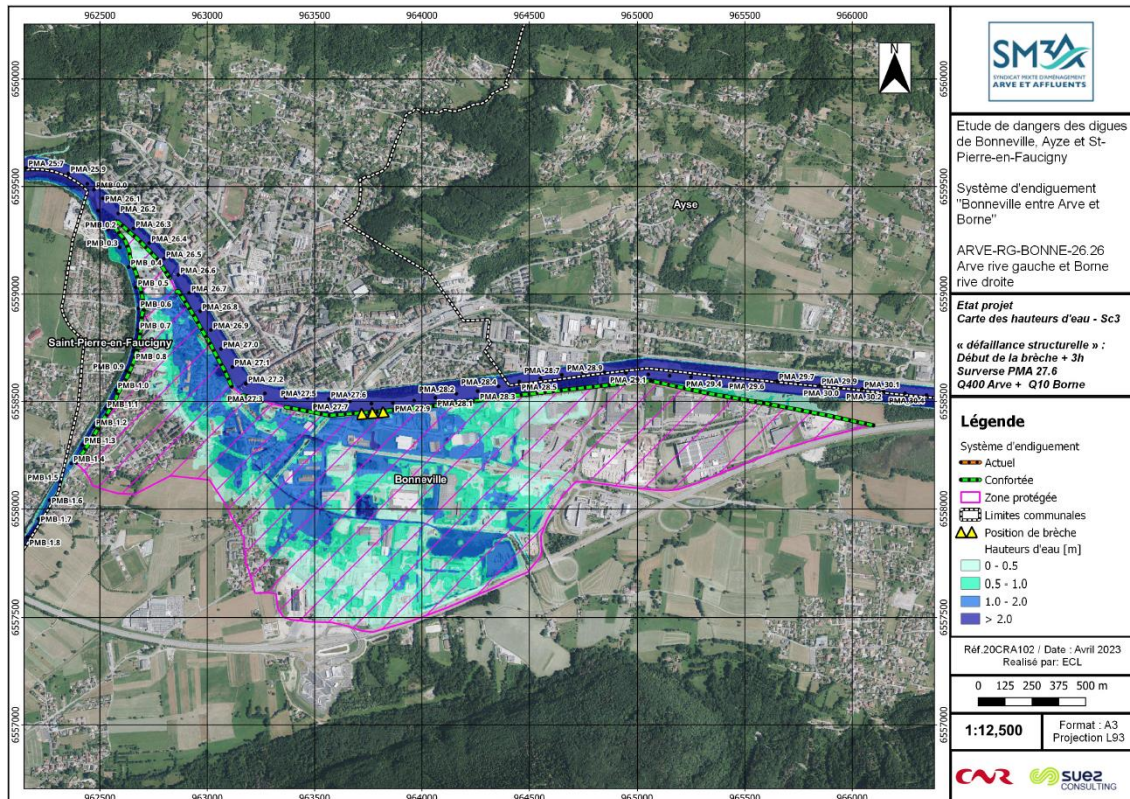 962500 963000 963500 964000 964500 965000 965500 966000
6560000
6559500
6559000
6558500
6558000
6557500
6557000
N
PMA 25.7
PMA 25.9
PMB 0.0
PMA 26.1
PMA 26.2
PMB 0.2
PMA 26.3
PMB 0.3
PMA 26.4
PMB 0.4
PMA 26.5
PMB 0.5
PMA 26.6
PMA 26.7
PMB 0.6
PMA 26.8
PMB 0.7
PMA 26.9
Saint-Pierre-en-Faucigny
PMA 27.0
PMB 0.8
PMB 0.9
PMA 27.1
PMB 1.0
PMA 27.2
PMA 27.3
PMB 1.1
PMB 1.2
PMB 1.3
PMB 1.4
PMB 1.5
PMB 1.6
PMB 1.7
PMB 1.8
PMA 27.5
PMA 27.6
PMA 27.7
PMA 27.9
PMA 28.1
PMA 28.2
PMA 28.3
PMA 28.4
PMA 28.5
PMA 28.7
PMA 28.9
PMA 29.1
PMA 29.4
PMA 29.6
PMA 29.7
PMA 29.9
PMA 30.0
PMA 30.1
PMA 30.2
Ayse
Bonneville
962500 963000 963500 964000 964500 965000 965500 966000
SM3A
SYNDICAT MIXTE D'AMÉNAGEMENT
ARVE ET AFFLUENTS
Etude de dangers des digues
de Bonneville, Ayze et St-
Pierre-en-Faucigny
Système d'endiguement
"Bonneville entre Arve et
Borne"
ARVE-RG-BONNE-26.26
Arve rive gauche et Borne
rive droite
Etat projet
Carte des hauteurs d'eau - Sc3
« défaillance structurelle » :
Début de la brèche + 3h
Surverse PMA 27.6
Q400 Arve + Q10 Borne
Légende
Système d'endiguement
Actuel
Confortée
Zone protégée
Limites communales
Position de brèche
Hauteurs d'eau [m]
0 - 0.5
0.5 - 1.0
1.0 - 2.0
> 2.0
Réf.20CRA102 / Date : Avril 2023
Realisé par: ECL
0 125 250 375 500 m
1:12,500
Format : A3
Projection L93
CNR
suez
CONSULTING